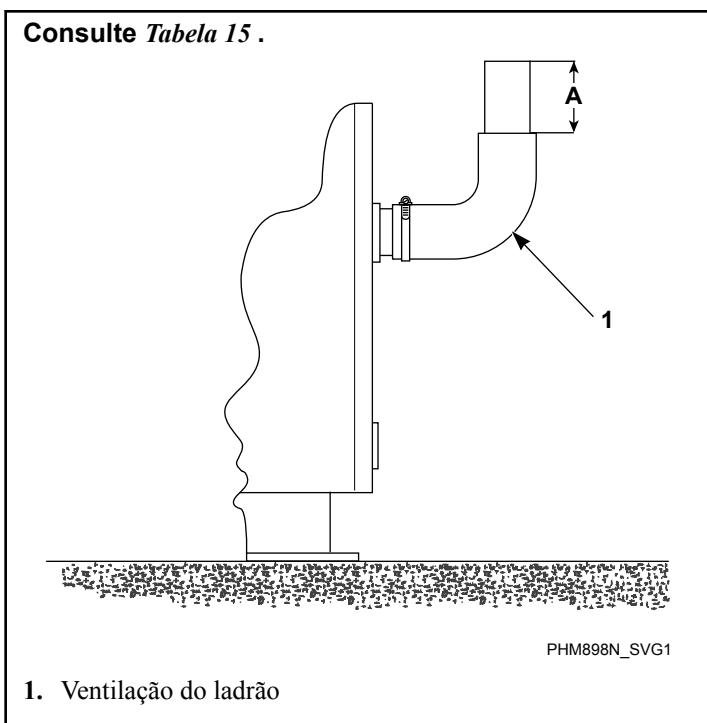 Consulte Tabela 15 .
A
1
PHM898N_SVG1
1. Ventilação do ladrão